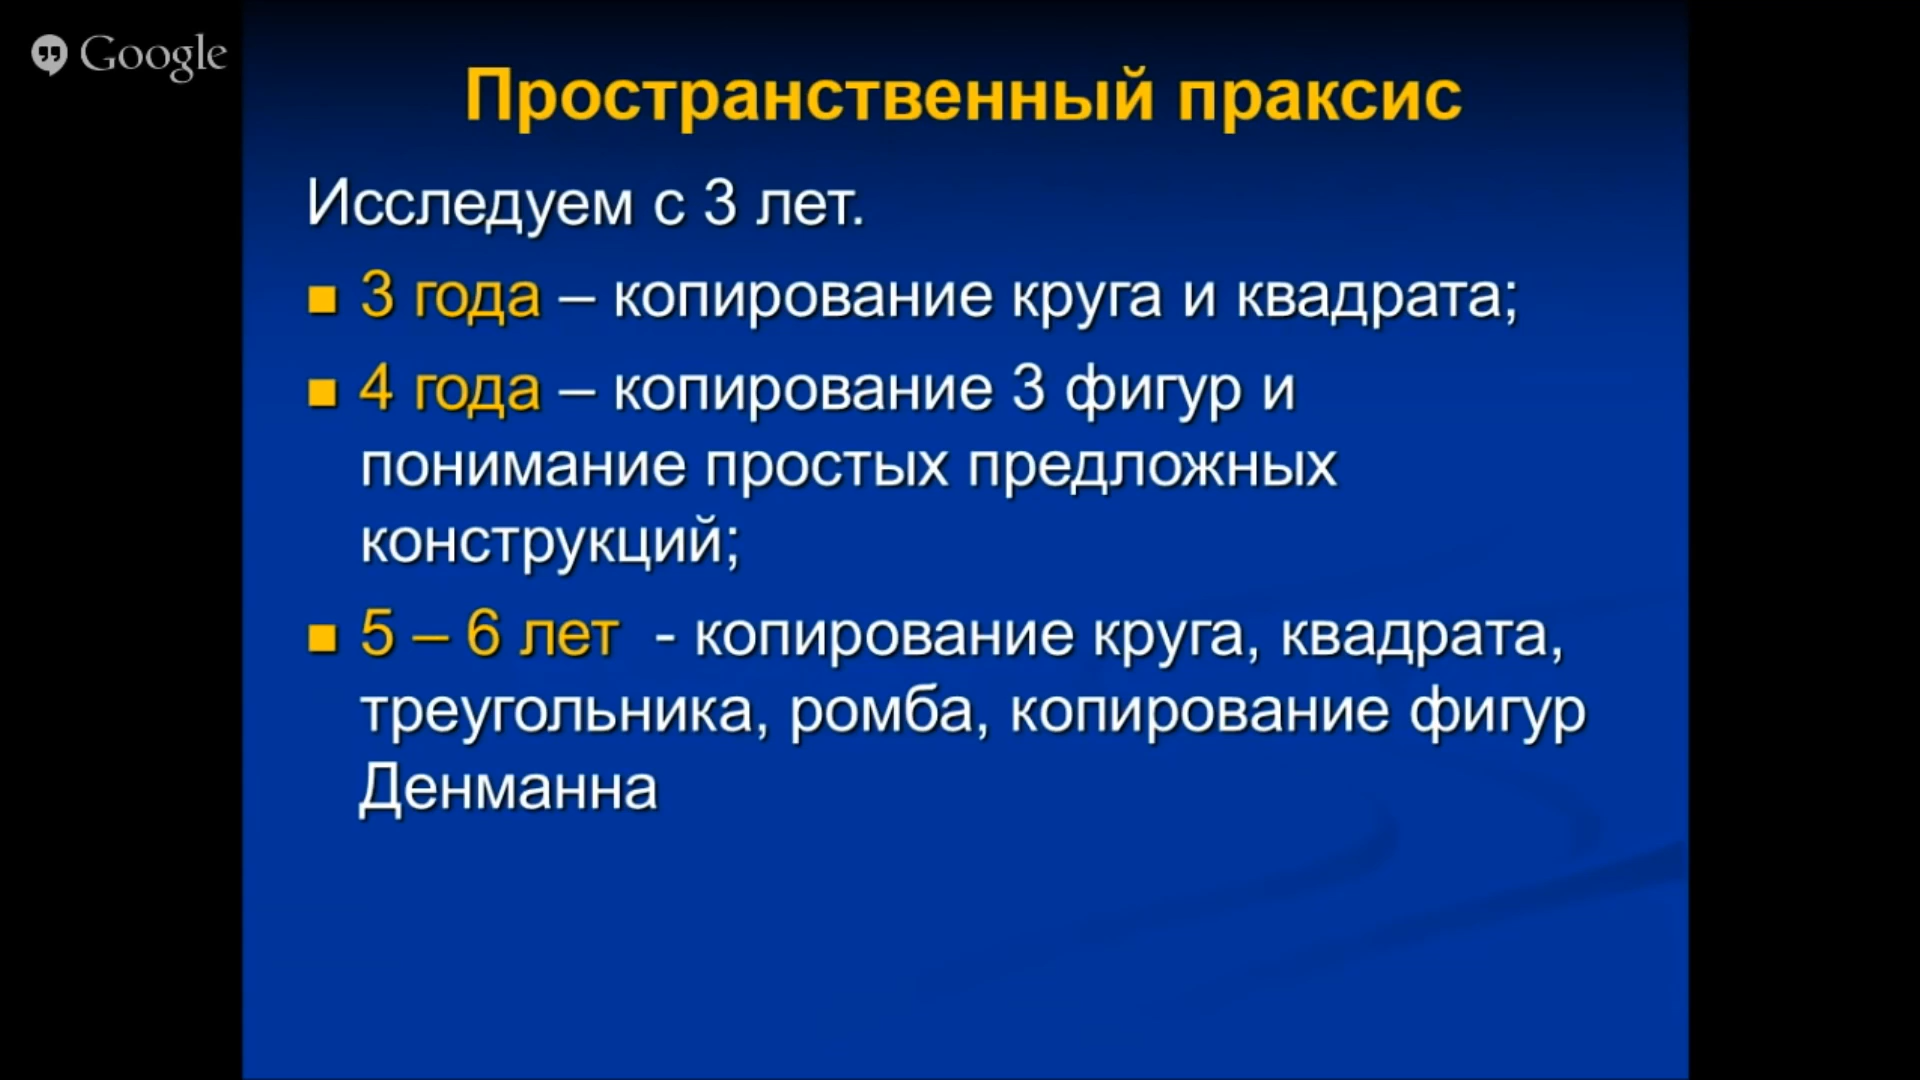 Google
Пространственный праксис
Исследуем с 3 лет.
3 года – копирование круга и квадрата;
4 года – копирование 3 фигур и
понимание простых предложных
конструкций;
5 – 6 лет - копирование круга, квадрата,
треугольника, ромба, копирование фигур
Денманна